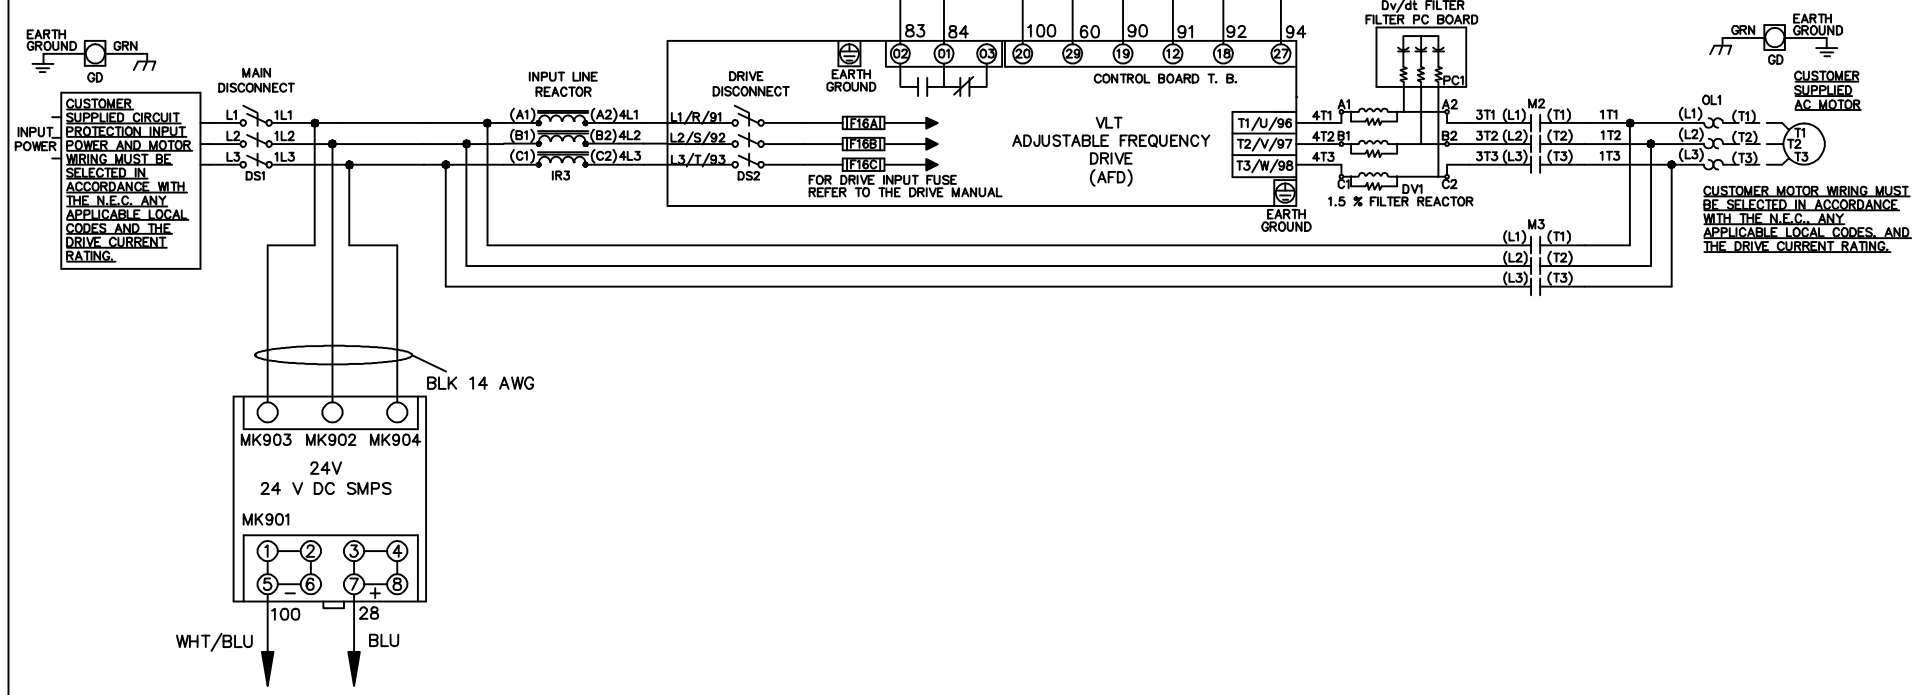 83 84 100 60 90 91 92 94
Dv/dt FILTER
FILTER PC BOARD
PC1
EARTH
GROUND
GRN
GD
GRN
EARTH
GROUND
GD
02 01 03 20 29 19 12 18 27
CONTROL BOARD T. B.
EARTH
GROUND
INPUT
POWER
CUSTOMER
SUPPLIED CIRCUIT
PROTECTION INPUT
POWER AND MOTOR
WIRING MUST BE
SELECTED IN
ACCORDANCE WITH
THE N.E.C. ANY
APPLICABLE LOCAL
CODES AND THE
DRIVE CURRENT
RATING.
MAIN
DISCONNECT
L1 1L1
L2 1L2
L3 1L3
DS1
INPUT LINE
REACTOR
(A1) (A2) 4L1
(B1) (B2) 4L2
(C1) (C2) 4L3
IR3
DRIVE
DISCONNECT
L1/R/91
L2/S/92
L3/T/93
DS2
F16A
F16B
F16C
FOR DRIVE INPUT FUSE
REFER TO THE DRIVE MANUAL
VLT
ADJUSTABLE FREQUENCY
DRIVE
(AFD)
T1/U/96
T2/V/97
T3/W/98
EARTH
GROUND
4T1 A1 A2
4T2 B1 B2
4T3
C1 DV1 C2
1.5 % FILTER REACTOR
M2
3T1 (L1) (T1) 1T1
3T2 (L2) (T2) 1T2
3T3 (L3) (T3) 1T3
OL1
(L1) (T1)
(L2) (T2)
(L3) (T3)
CUSTOMER
SUPPLIED
AC MOTOR
T1
T2
T3
CUSTOMER MOTOR WIRING MUST
BE SELECTED IN ACCORDANCE
WITH THE N.E.C., ANY
APPLICABLE LOCAL CODES, AND
THE DRIVE CURRENT RATING.
M3
(L1) (T1)
(L2) (T2)
(L3) (T3)
BLK 14 AWG
MK903 MK902 MK904
24V
24 V DC SMPS
MK901
1 2 3 4
5 6 7 8
− +
100 28
WHT/BLU BLU